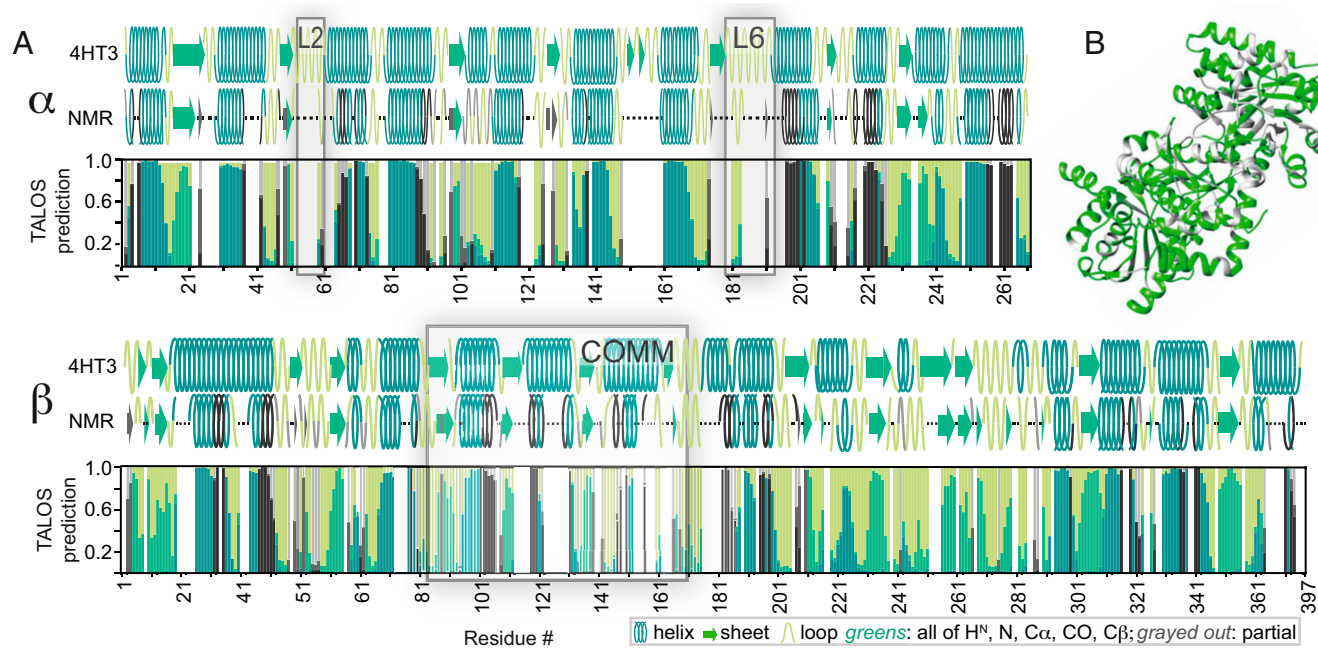 A
B
L2
L6
4HT3
α
NMR
TALOS
prediction
1.0
0.6
0.2
1 21 41 61 81 101 121 141 161 181 201 221 241 261
COMM
4HT3
β
NMR
TALOS
prediction
1.0
0.6
0.2
1 21 41 51 61 81 101 121 141 161 181 201 221 241 261 281 301 321 341 361 381 397
Residue #
helix sheet loop greens: all of Hᴺ, N, Cα, CO, Cβ; grayed out: partial